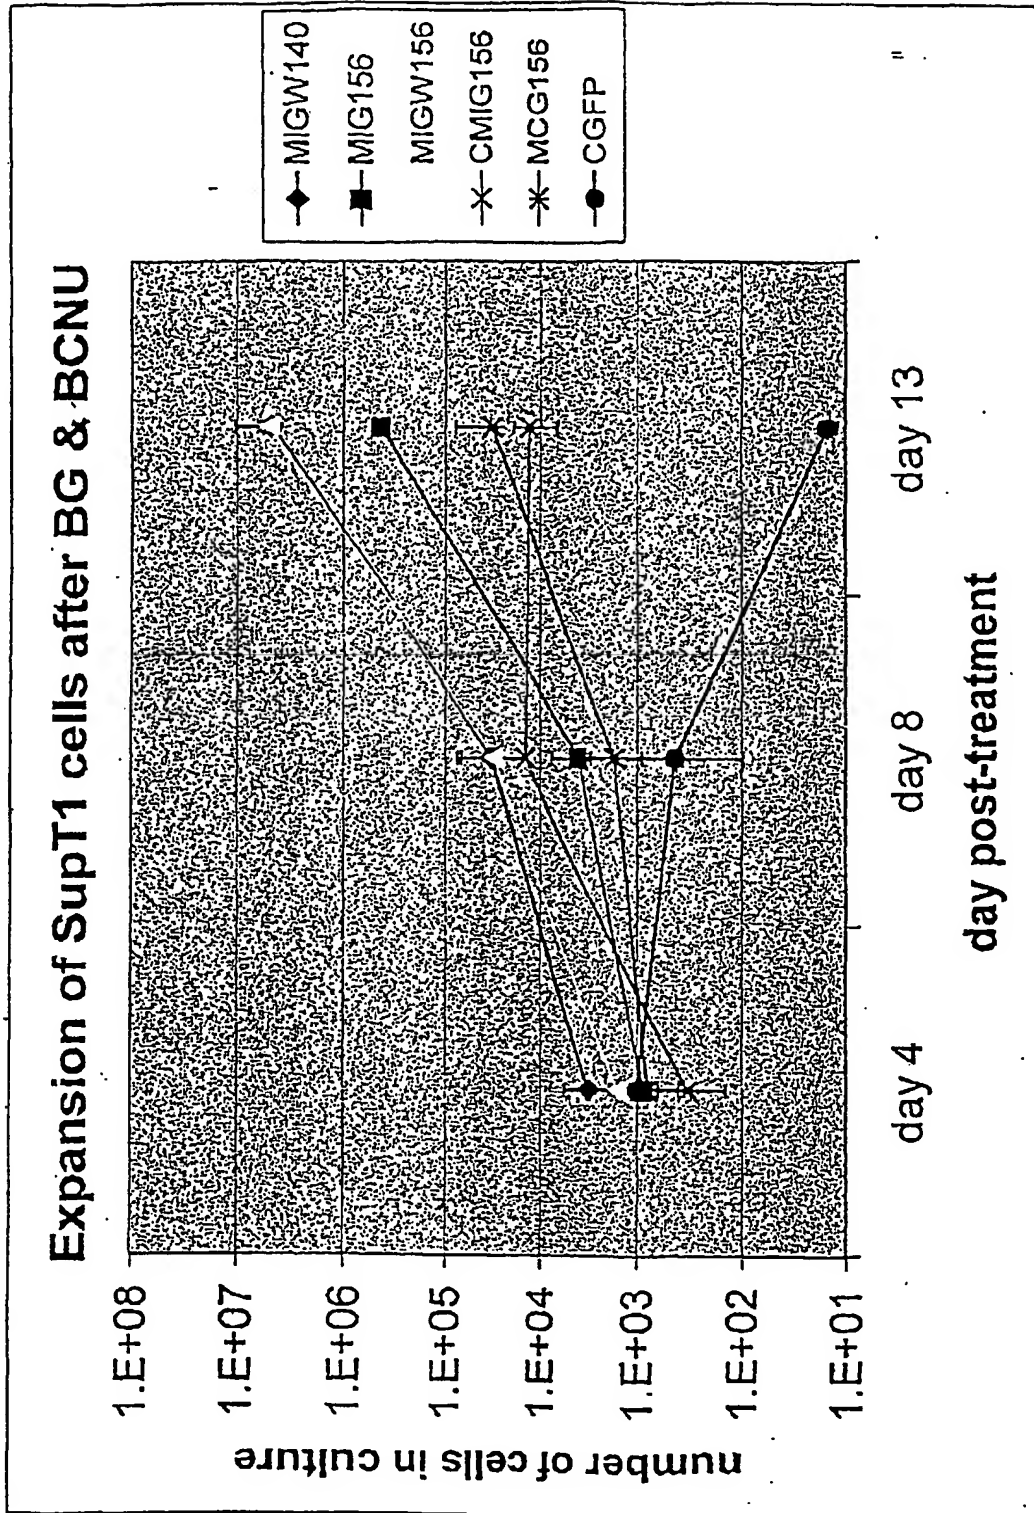 Expansion of SupT1 cells after BG & BCNU
number of cells in culture
1.E+08
1.E+07
1.E+06
1.E+05
1.E+04
1.E+03
1.E+02
1.E+01
day 4
day 8
day 13
day post-treatment
MIGW140
MIG156
MIGW156
CMIG156
MCG156
CGFP